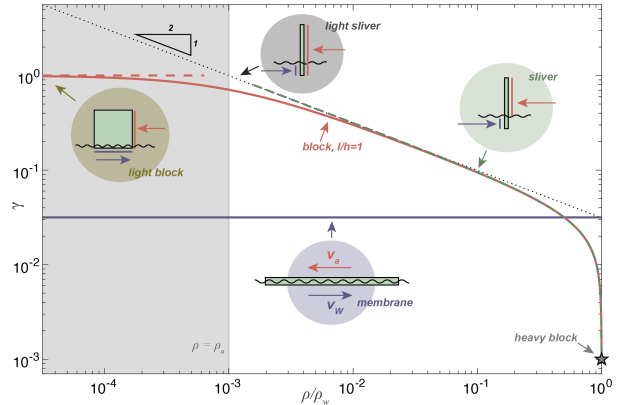 2
1
light sliver
sliver
10^0
block, l/h=1
light block
10^-1
γ
v_a
v_w
membrane
10^-2
heavy block
ρ = ρ_a
10^-3
10^-4
10^-3
10^-2
10^-1
10^0
ρ/ρ_w